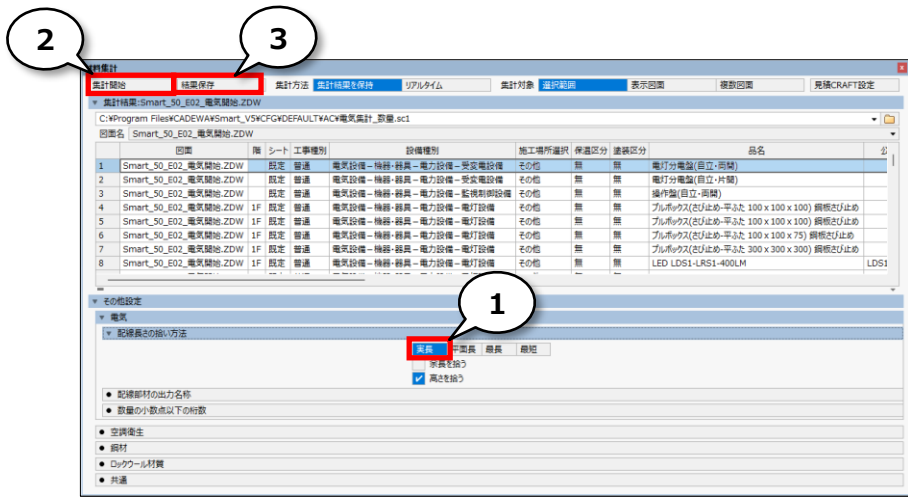 2
3
材料集計
集計開始 結果保存 集計方法 集計結果を保持 リアルタイム 集計対象 選択範囲 表示図面 複数図面 見積CRAFT設定
集計結果:Smart_50_E02_電気開始.ZDW
C:¥Program Files¥CADEWA¥Smart_V5¥CFG¥DEFAULT¥AC¥電気集計_数量.sc1
図面名 Smart_50_E02_電気開始.ZDW
図面 階 シート 工事種別 設備種別 施工場所選択 保温区分 塗装区分 品名
1 Smart_50_E02_電気開始.ZDW 既定 普通 電気設備－機器・器具－電力設備－受変電設備 その他 無 無 電灯分電盤(自立・両開)
2 Smart_50_E02_電気開始.ZDW 既定 普通 電気設備－機器・器具－電力設備－受変電設備 その他 無 無 電灯分電盤(自立・片開)
3 Smart_50_E02_電気開始.ZDW 既定 普通 電気設備－機器・器具－電力設備－監視制御設備 その他 無 無 操作盤(自立・両開)
4 Smart_50_E02_電気開始.ZDW 1F 既定 普通 電気設備－機器・器具－電力設備－電灯設備 その他 無 無 プルボックス(さび止め-平ふた 100 x 100 x 100) 鋼板さび止め
5 Smart_50_E02_電気開始.ZDW 1F 既定 普通 電気設備－機器・器具－電力設備－電灯設備 その他 無 無 プルボックス(さび止め-平ふた 100 x 100 x 100) 鋼板さび止め
6 Smart_50_E02_電気開始.ZDW 1F 既定 普通 電気設備－機器・器具－電力設備－電灯設備 その他 無 無 プルボックス(さび止め-平ふた 100 x 100 x 75) 鋼板さび止め
7 Smart_50_E02_電気開始.ZDW 1F 既定 普通 電気設備－機器・器具－電力設備－電灯設備 その他 無 無 プルボックス(さび止め-平ふた 300 x 300 x 300) 鋼板さび止め
8 Smart_50_E02_電気開始.ZDW 1F 既定 普通 電気設備－機器・器具－電力設備－電灯設備 その他 無 無 LED LDS1-LRS1-400LM LDS1
その他設定
1
電気
配線長さの拾い方法
実長 平面長 最長 最短
余長を拾う
高さを拾う
配線部材の出力名称
数量の小数点以下の桁数
空調衛生
鋼材
ロックウール材質
共通